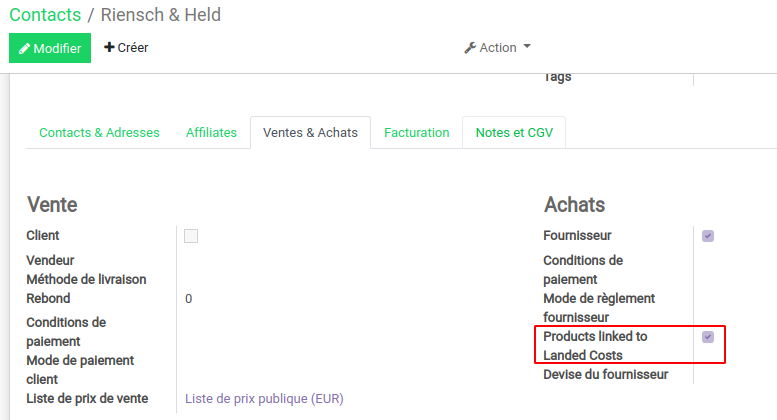 Contacts / Riensch & Held
Modifier
Créer
Action
Tags
Contacts & Adresses
Affiliates
Ventes & Achats
Facturation
Notes et CGV
Vente
Client
Vendeur
Méthode de livraison
Rebond 0
Conditions de
paiement
Mode de paiement
client
Liste de prix de vente Liste de prix publique (EUR)
Achats
Fournisseur
Conditions de
paiement
Mode de règlement
fournisseur
Products linked to
Landed Costs
Devise du fournisseur